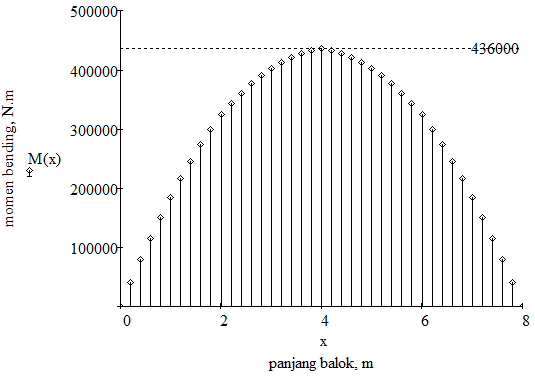 500000
436000
400000
300000
M(x)
200000
100000
momen bending, N.m
0 2 4 6 8
x
panjang balok, m